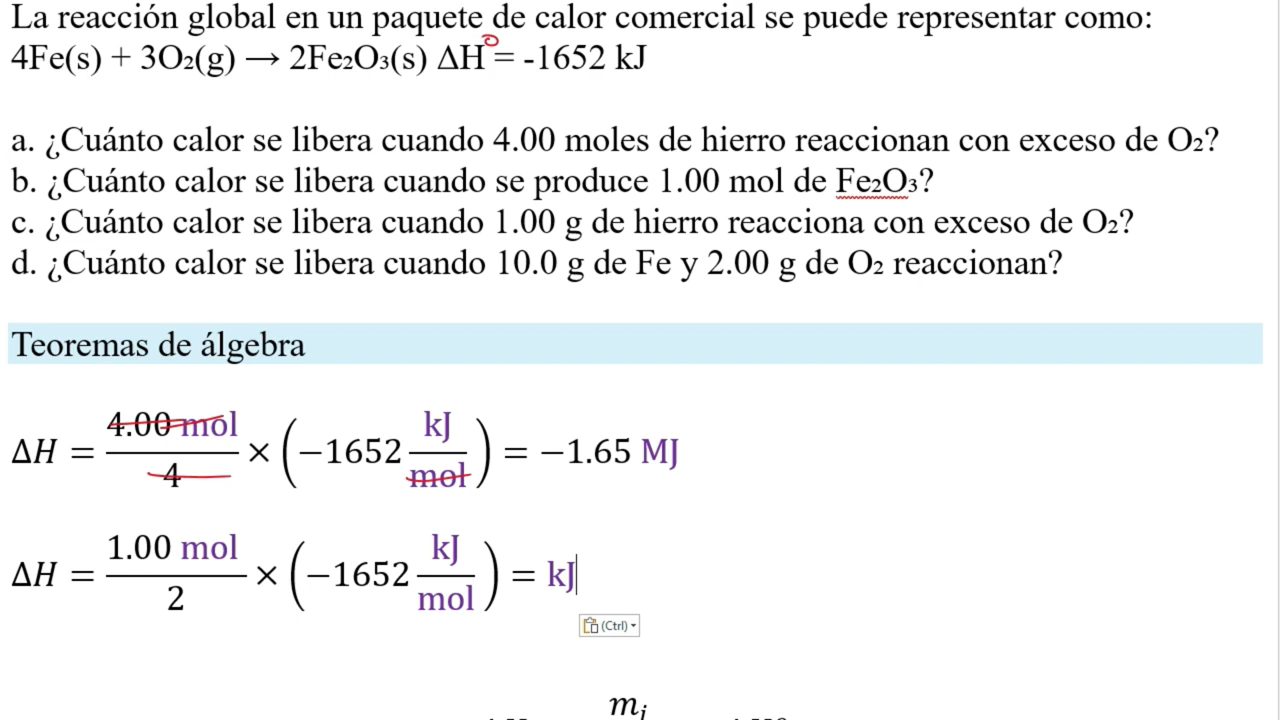 La reacción global en un paquete de calor comercial se puede representar como:
4Fe(s) + 3O₂(g) → 2Fe₂O₃(s) ΔH° = -1652 kJ
a. ¿Cuánto calor se libera cuando 4.00 moles de hierro reaccionan con exceso de O₂?
b. ¿Cuánto calor se libera cuando se produce 1.00 mol de Fe₂O₃?
c. ¿Cuánto calor se libera cuando 1.00 g de hierro reacciona con exceso de O₂?
d. ¿Cuánto calor se libera cuando 10.0 g de Fe y 2.00 g de O₂ reaccionan?
Teoremas de álgebra
ΔH = 4.00 mol / 4 × (−1652 kJ / mol) = −1.65 MJ
ΔH = 1.00 mol / 2 × (−1652 kJ / mol) = kJ
(Ctrl)
mⱼ